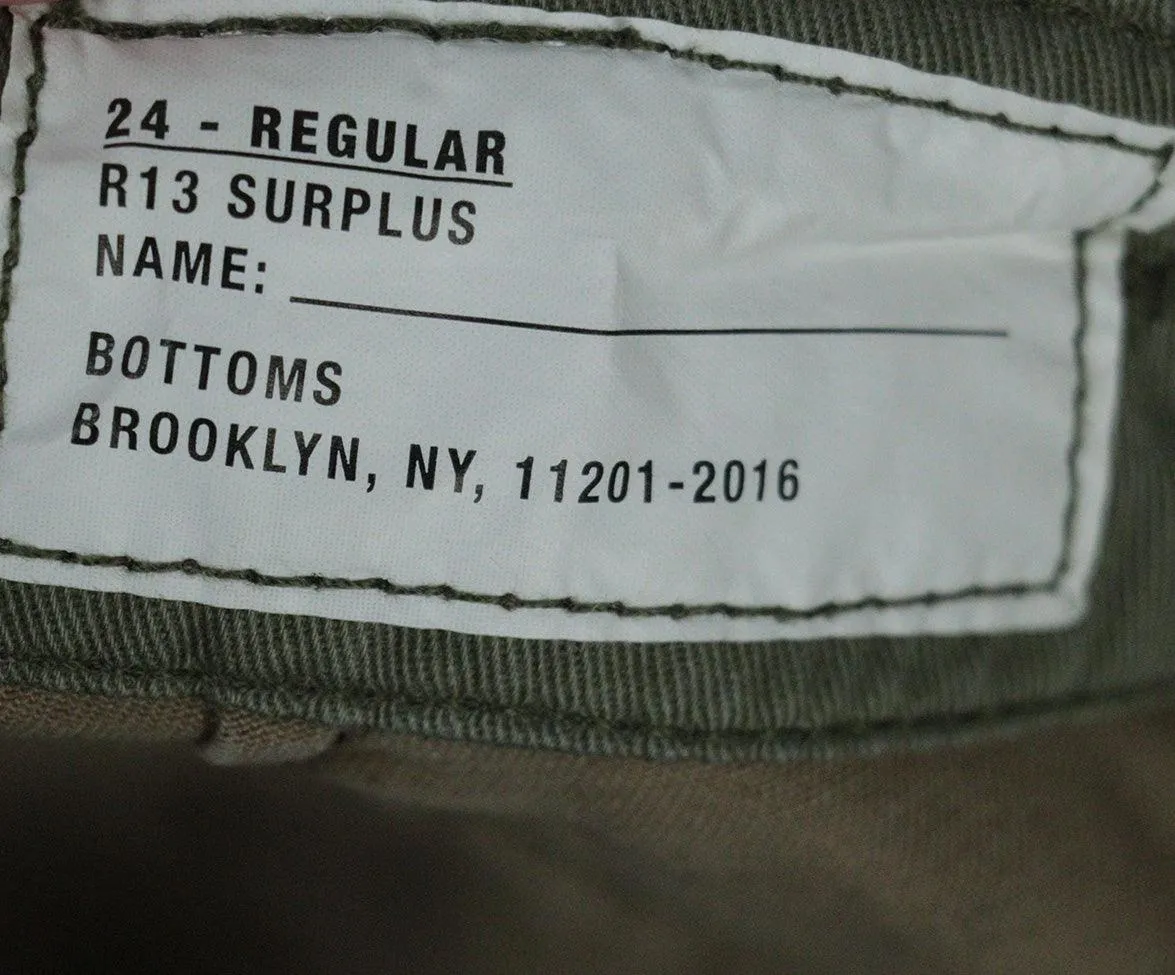 24 - REGULAR
R13 SURPLUS
NAME:
BOTTOMS
BROOKLYN, NY, 11201-2016